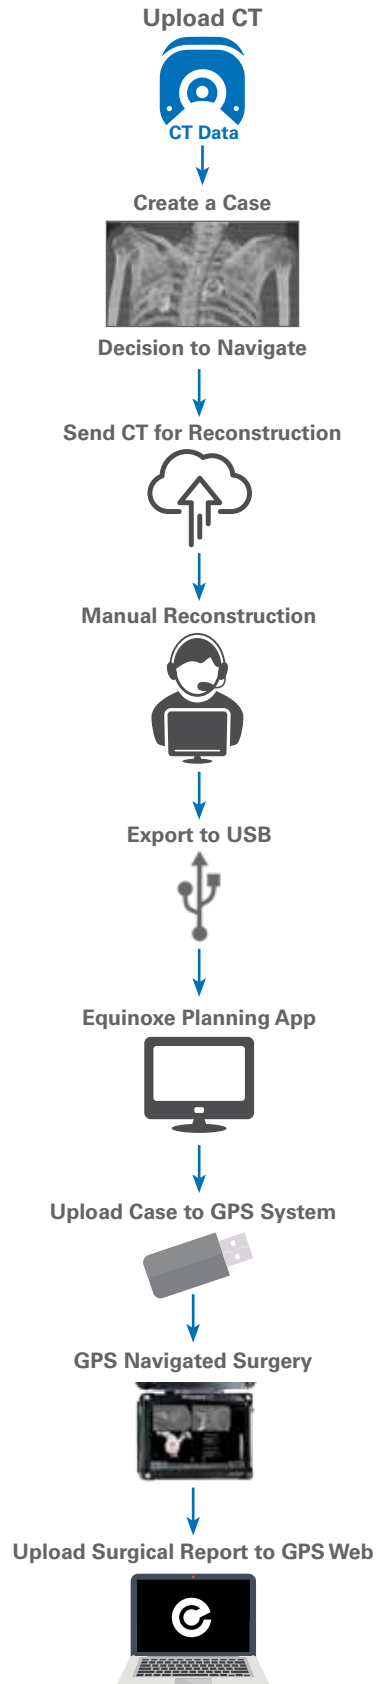 Upload CT
CT Data
Create a Case
Decision to Navigate
Send CT for Reconstruction
Manual Reconstruction
Export to USB
Equinoxe Planning App
Upload Case to GPS System
GPS Navigated Surgery
Upload Surgical Report to GPS Web